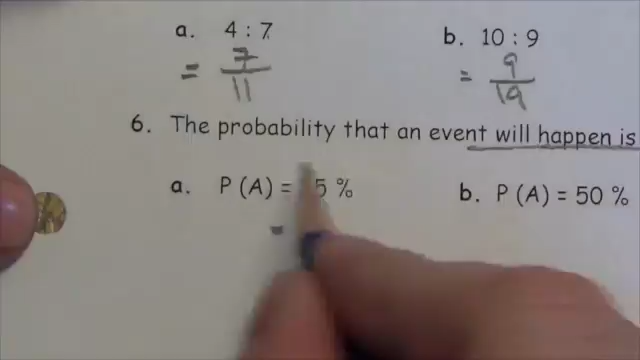 a. 4 : 7 b. 10 : 9
= 7/11 = 9/19
6. The probability that an event will happen is
a. P (A) = 5 % b. P (A) = 50 %
=